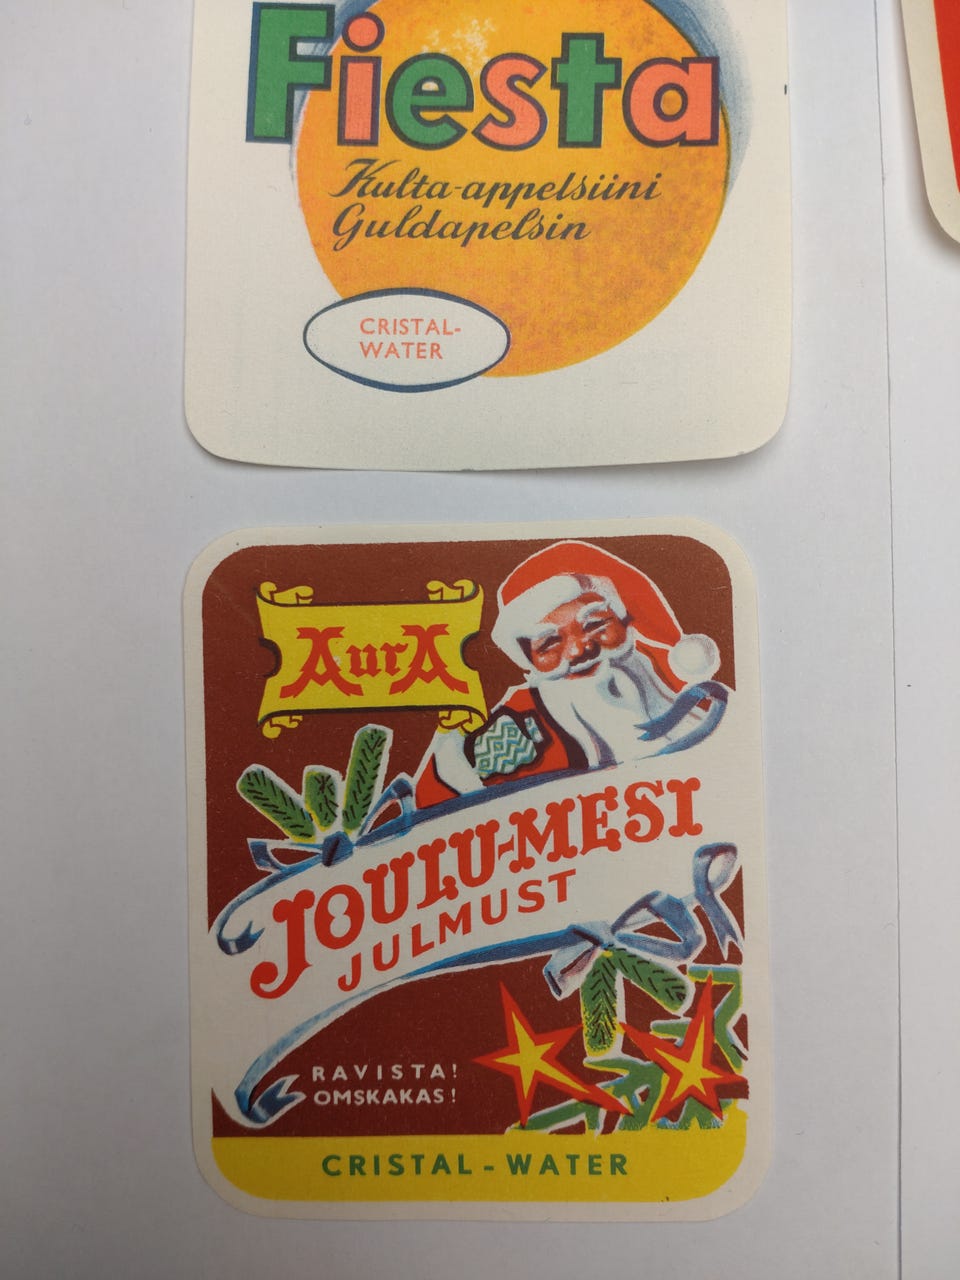 Fiesta
Kulta-appelsiini
Guldapelsin
CRISTAL-
WATER
AurA
JOULU-MESI
JULMUST
RAVISTA!
OMSKAKAS!
CRISTAL-WATER